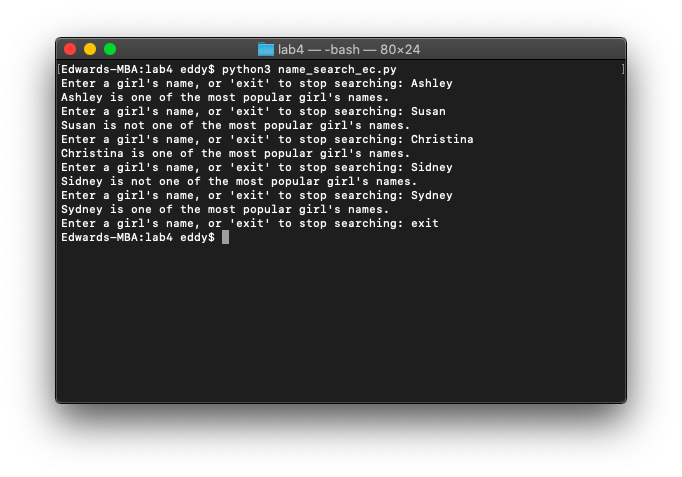 lab4 — -bash — 80×24
[Edwards-MBA:lab4 eddy$ python3 name_search_ec.py ]
Enter a girl's name, or 'exit' to stop searching: Ashley
Ashley is one of the most popular girl's names.
Enter a girl's name, or 'exit' to stop searching: Susan
Susan is not one of the most popular girl's names.
Enter a girl's name, or 'exit' to stop searching: Christina
Christina is one of the most popular girl's names.
Enter a girl's name, or 'exit' to stop searching: Sidney
Sidney is not one of the most popular girl's names.
Enter a girl's name, or 'exit' to stop searching: Sydney
Sydney is one of the most popular girl's names.
Enter a girl's name, or 'exit' to stop searching: exit
Edwards-MBA:lab4 eddy$